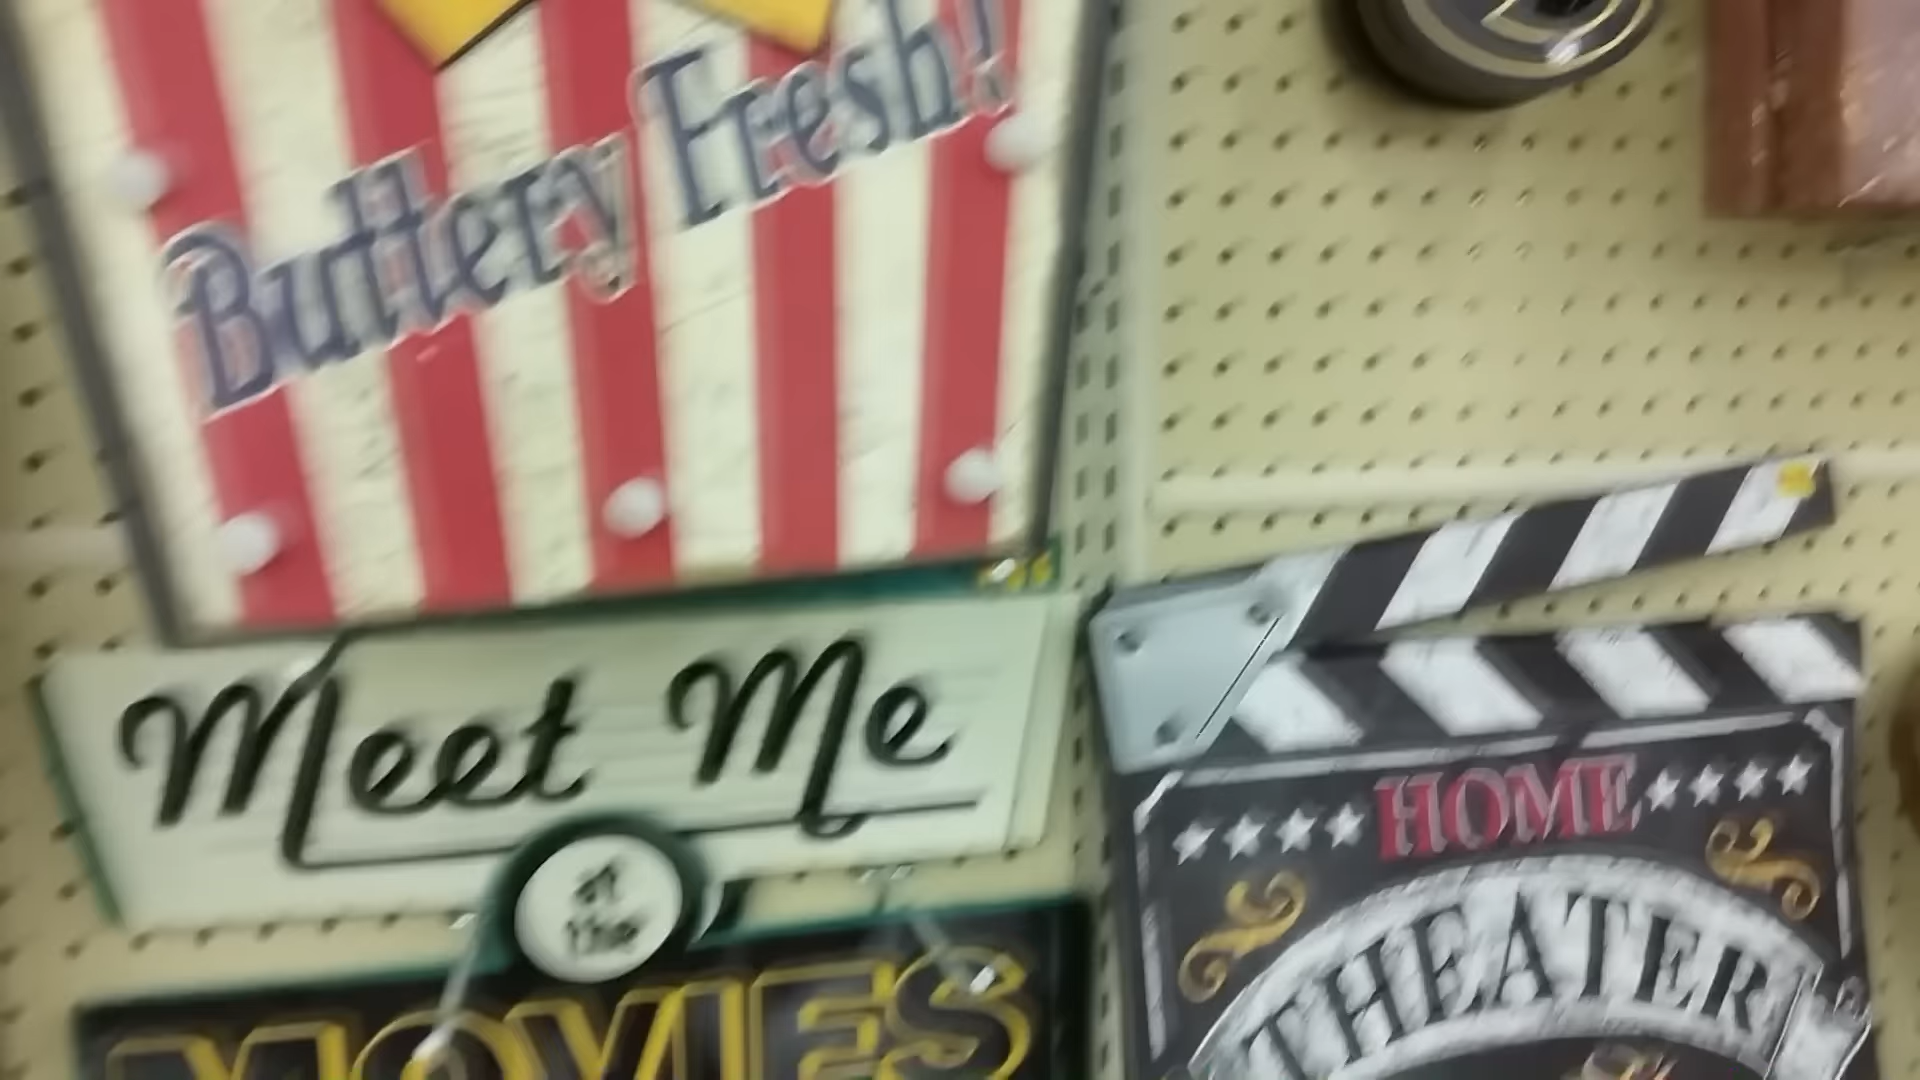 Buttery Fresh!
Meet Me
at
the
MOVIES
HOME
THEATER